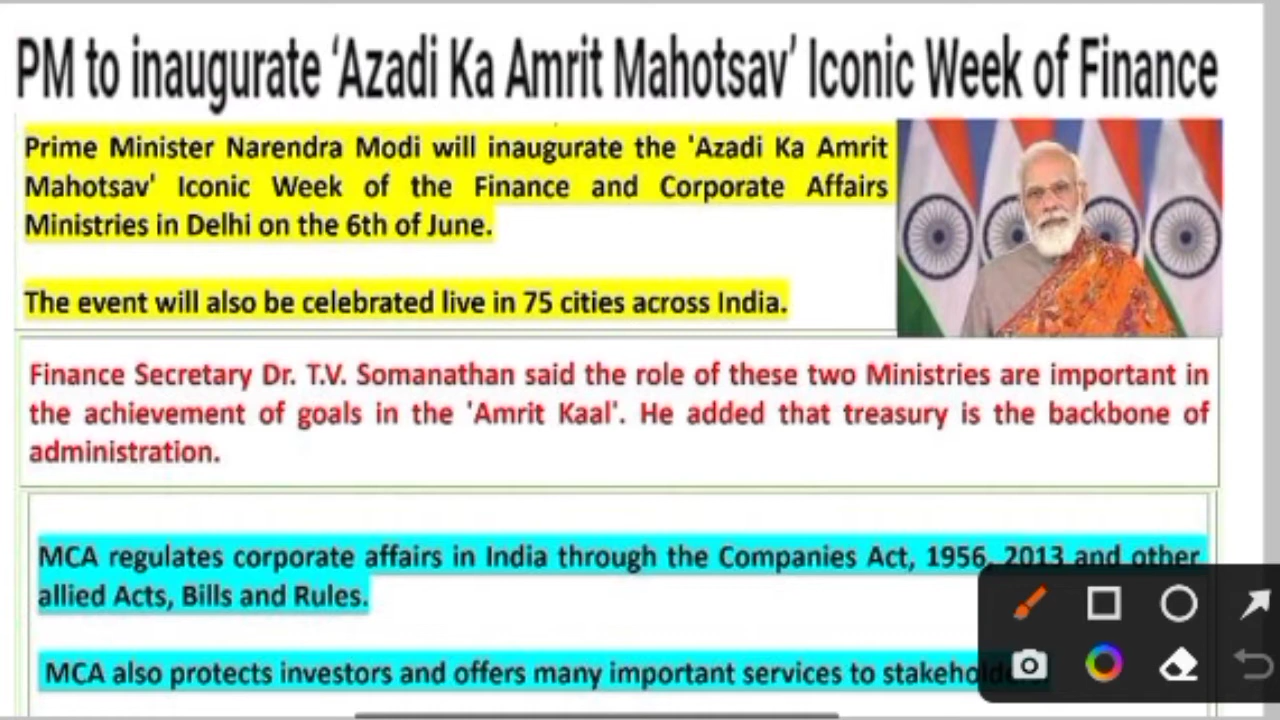 PM to inaugurate ‘Azadi Ka Amrit Mahotsav’ Iconic Week of Finance
Prime Minister Narendra Modi will inaugurate the 'Azadi Ka Amrit
Mahotsav' Iconic Week of the Finance and Corporate Affairs
Ministries in Delhi on the 6th of June.
The event will also be celebrated live in 75 cities across India.
Finance Secretary Dr. T.V. Somanathan said the role of these two Ministries are important in
the achievement of goals in the 'Amrit Kaal'. He added that treasury is the backbone of
administration.
MCA regulates corporate affairs in India through the Companies Act, 1956, 2013 and other
allied Acts, Bills and Rules.
MCA also protects investors and offers many important services to